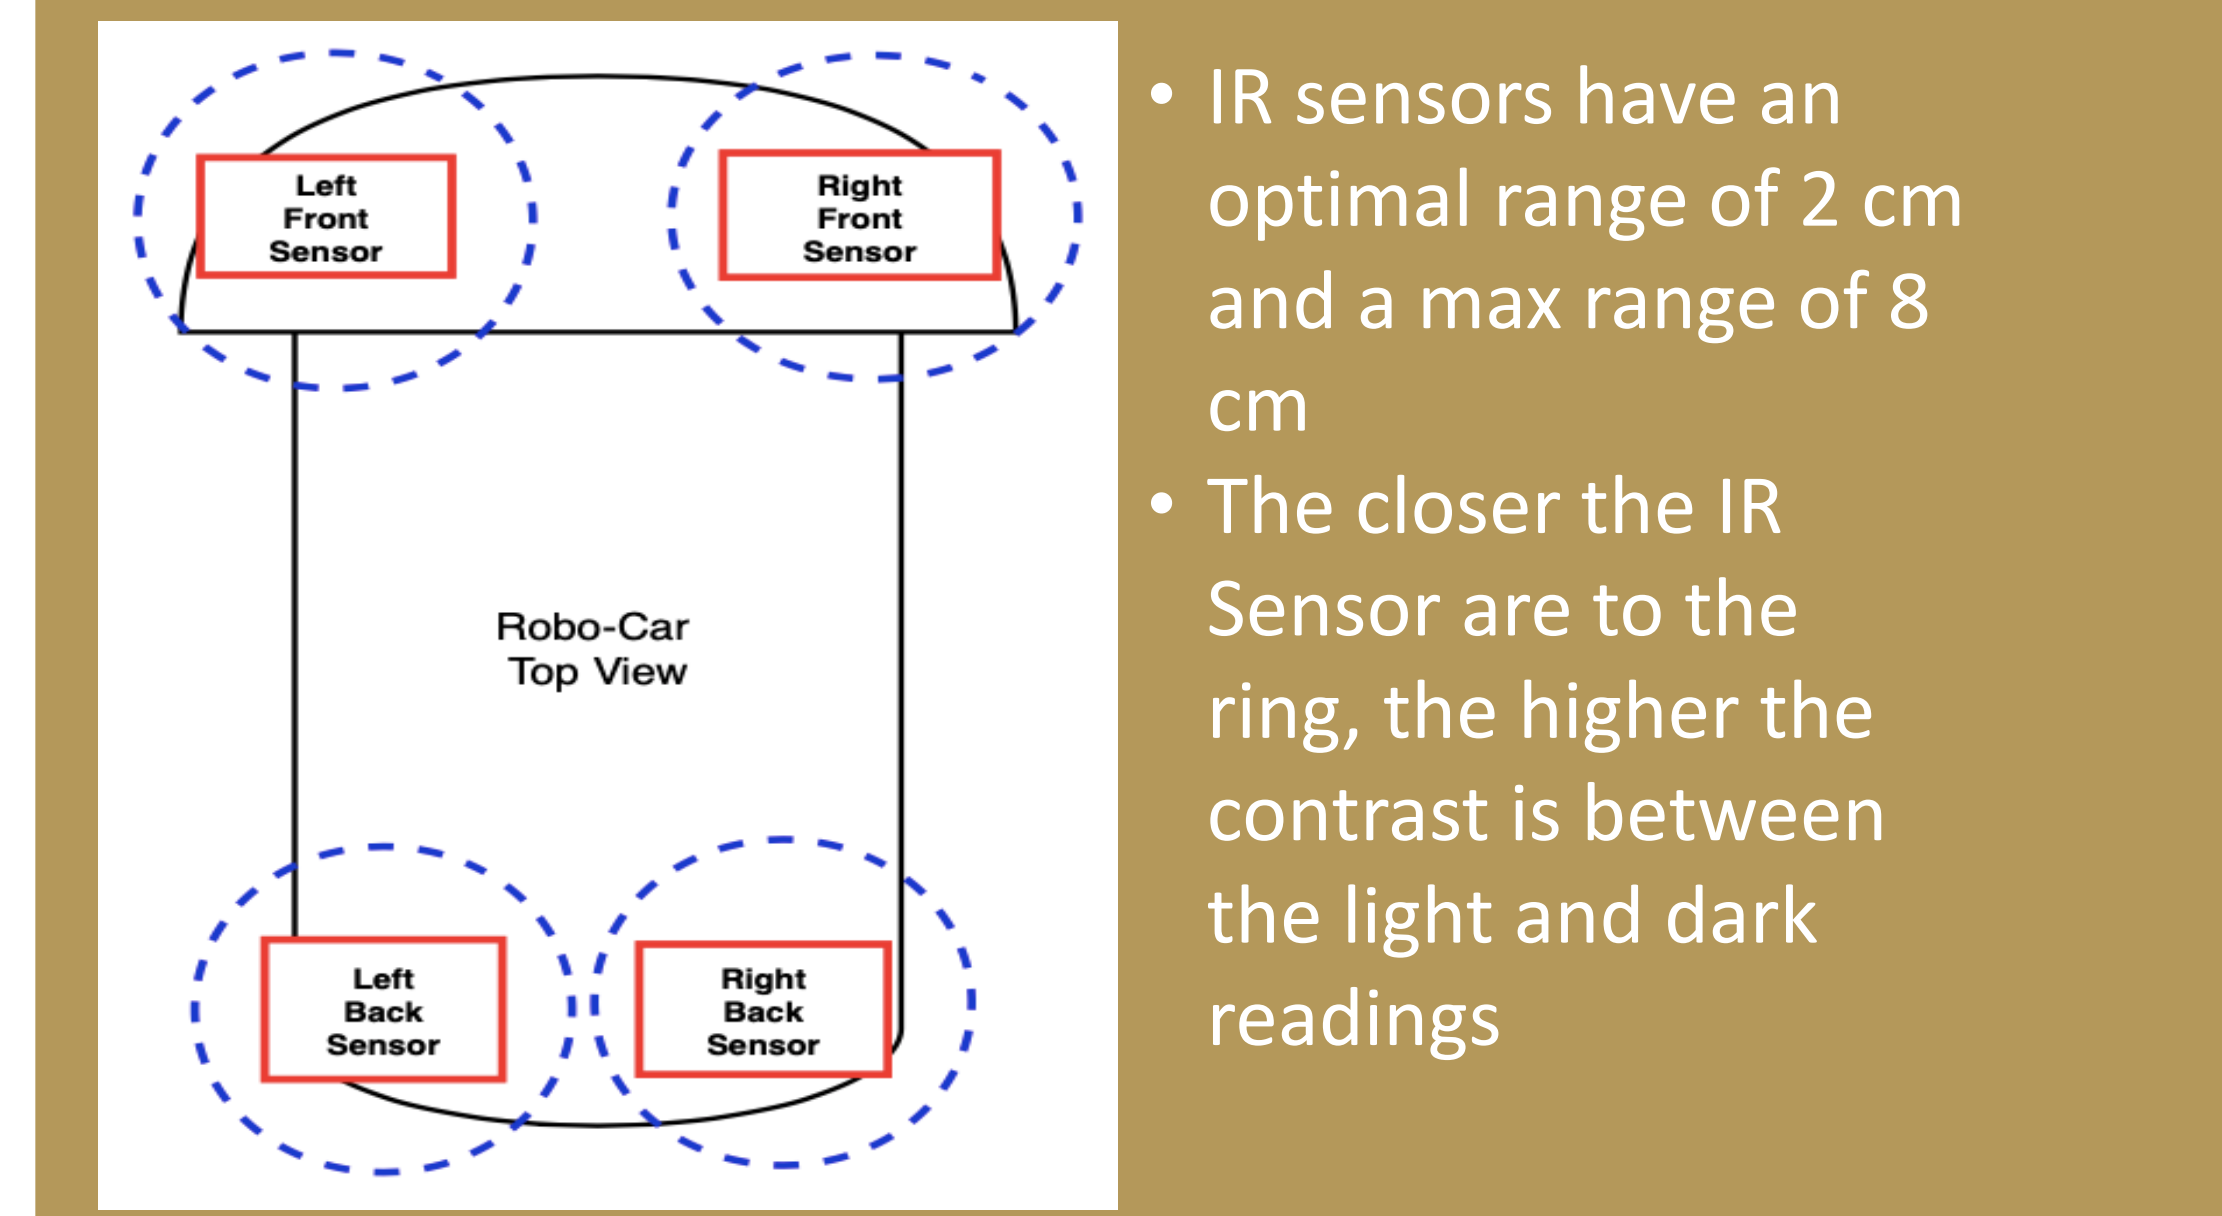 Left
Front
Sensor
Right
Front
Sensor
Robo-Car
Top View
Left
Back
Sensor
Right
Back
Sensor
• IR sensors have an
optimal range of 2 cm
and a max range of 8
cm
• The closer the IR
Sensor are to the
ring, the higher the
contrast is between
the light and dark
readings